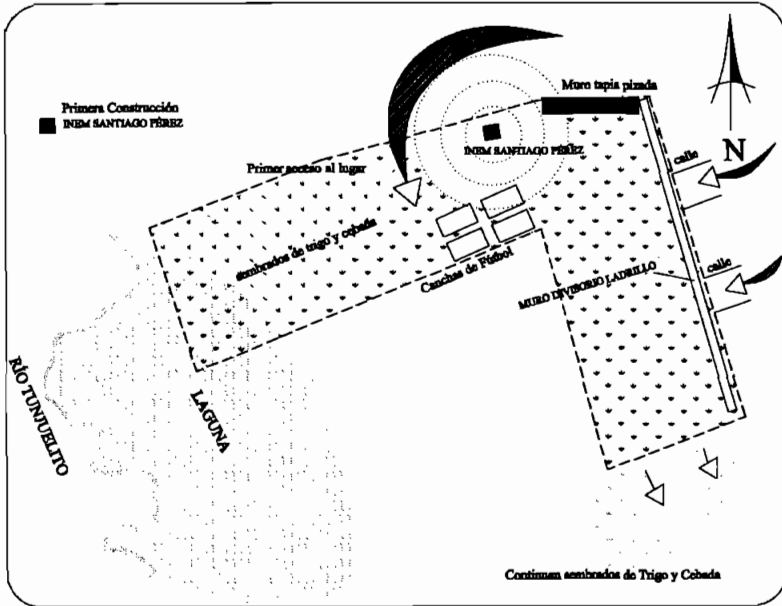 Primera Construcción
INEM SANTIAGO PÉREZ
Muro tapia pizada
N
INEM SANTIAGO PÉREZ
calle
Primer acceso al lugar
sembrados de trigo y cebada
Canchas de Fútbol
calle
MURO DIVISORIO LADRILLO
RÍO TUNJUELITO
LAGUNA
Continuan sembrados de Trigo y Cebada